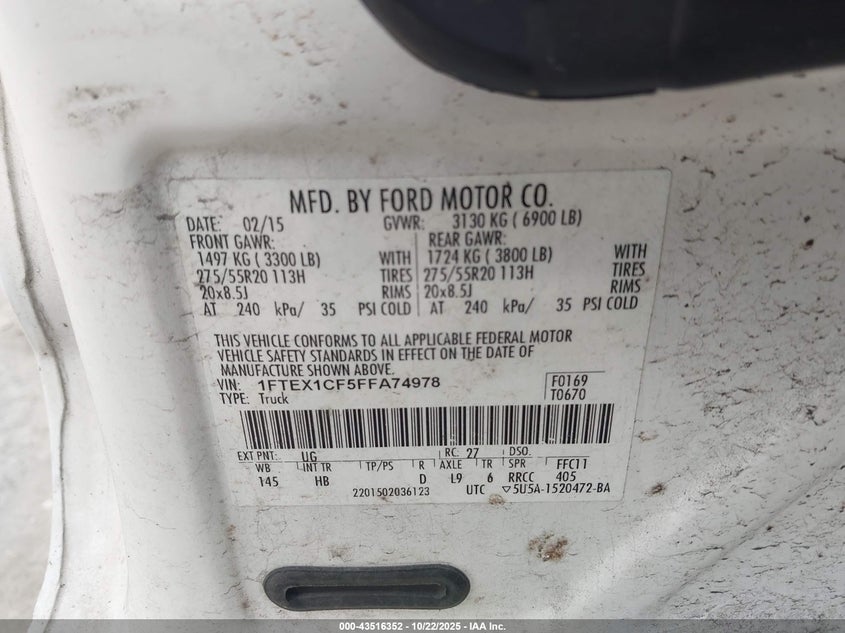 MFD. BY FORD MOTOR CO.
DATE: 02/15 GVWR: 3130 KG ( 6900 LB)
FRONT GAWR: REAR GAWR:
1497 KG ( 3300 LB) WITH 1724 KG ( 3800 LB) WITH
275/55R20 113H TIRES 275/55R20 113H TIRES
20x8.5J RIMS 20x8.5J RIMS
AT 240 kPa/ 35 PSI COLD AT 240 kPa/ 35 PSI COLD
THIS VEHICLE CONFORMS TO ALL APPLICABLE FEDERAL MOTOR
VEHICLE SAFETY STANDARDS IN EFFECT ON THE DATE OF
MANUFACTURE SHOWN ABOVE.
VIN: 1FTEX1CF5FFA74978 F0169
TYPE: Truck T0670
EXT PNT: UG RC: 27 DSO:
WB INT TR TP/PS R AXLE TR SPR FFC11
145 HB D L9 6 RRCC 405
2201502036123 UTC ▽5U5A-1520472-BA
000-43516352 | 10/22/2025 - IAA Inc.